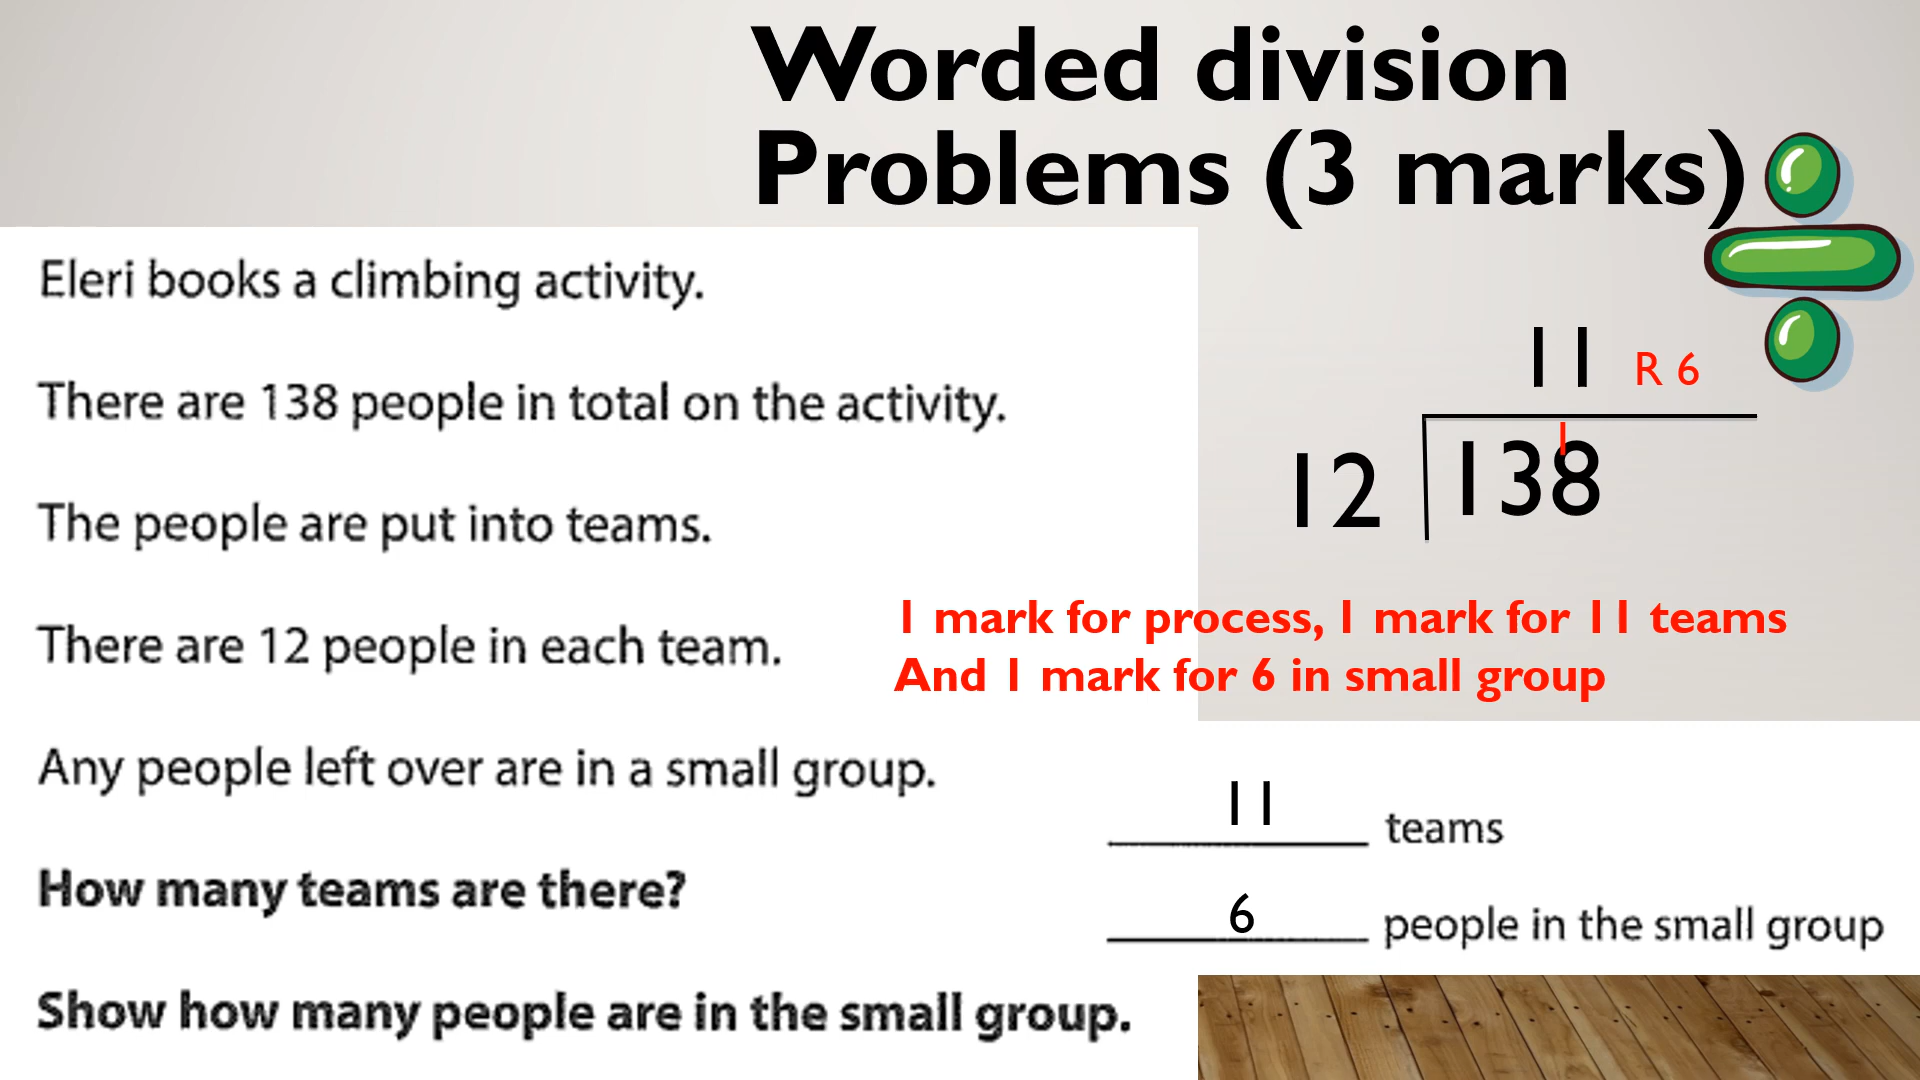 Worded division
Problems (3 marks)
Eleri books a climbing activity.
There are 138 people in total on the activity.
The people are put into teams.
There are 12 people in each team.
Any people left over are in a small group.
How many teams are there?
Show how many people are in the small group.
11 R 6
1
12 138
1 mark for process, 1 mark for 11 teams
And 1 mark for 6 in small group
11 teams
6 people in the small group